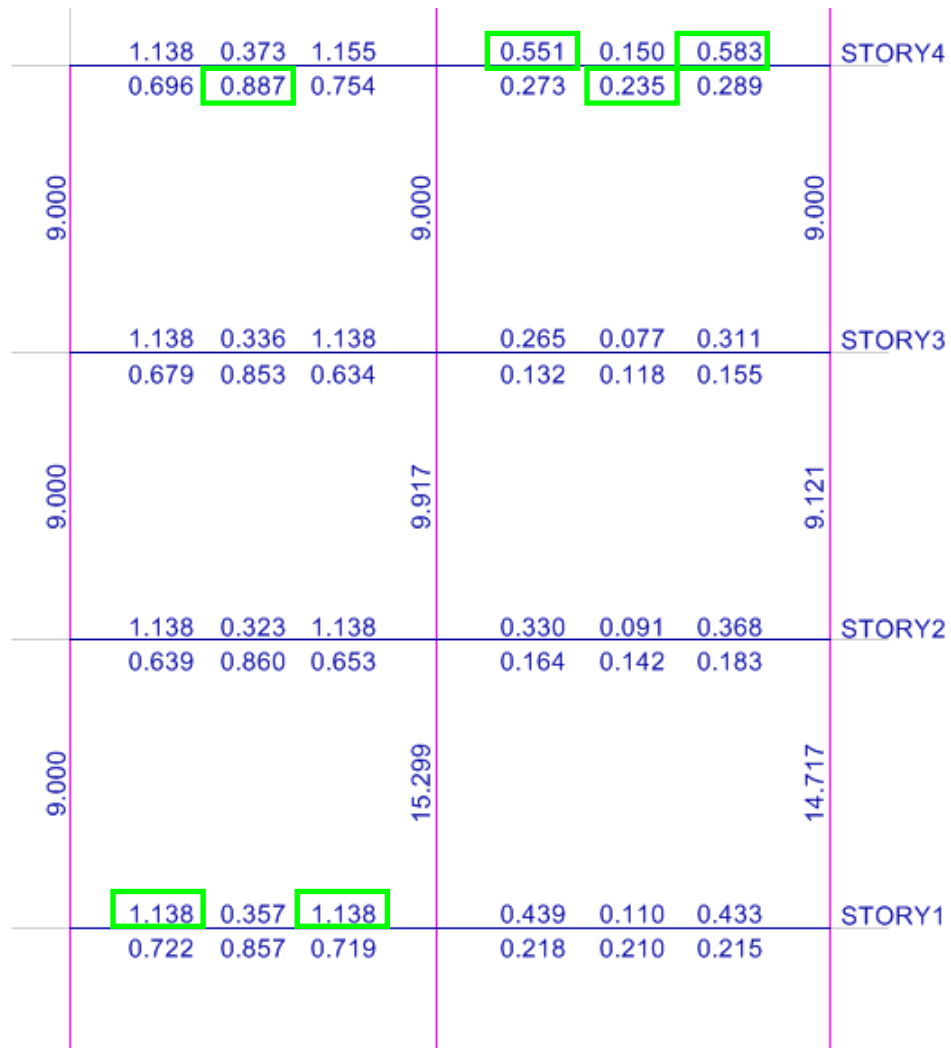 1.138 0.373 1.155 0.551 0.150 0.583 STORY4
0.696 0.887 0.754 0.273 0.235 0.289
9.000 9.000 9.000
1.138 0.336 1.138 0.265 0.077 0.311 STORY3
0.679 0.853 0.634 0.132 0.118 0.155
9.000 9.917 9.121
1.138 0.323 1.138 0.330 0.091 0.368 STORY2
0.639 0.860 0.653 0.164 0.142 0.183
9.000 15.299 14.717
1.138 0.357 1.138 0.439 0.110 0.433 STORY1
0.722 0.857 0.719 0.218 0.210 0.215